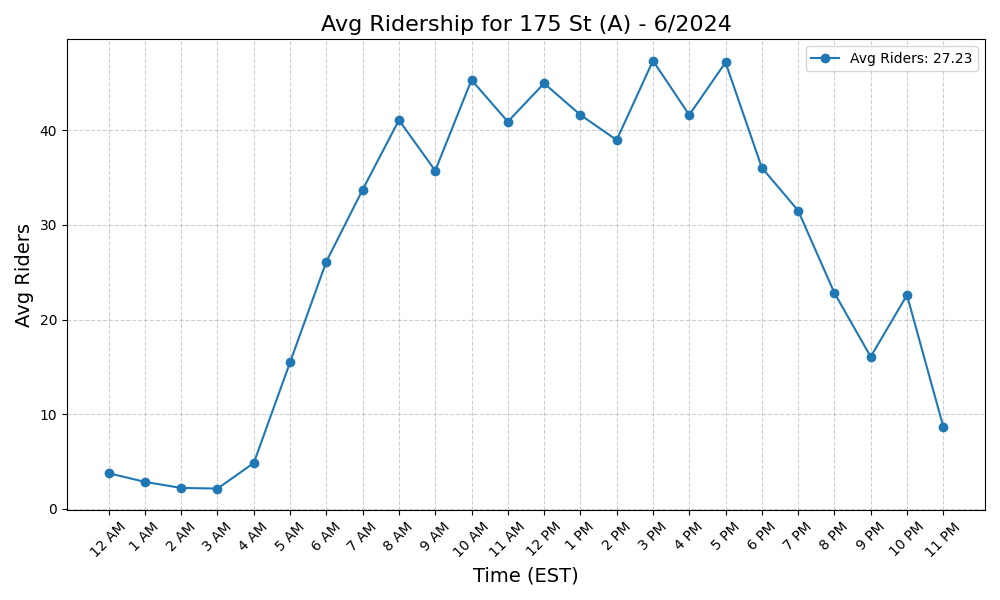 Avg Ridership for 175 St (A) - 6/2024
Avg Riders: 27.23
Avg Riders
40
30
20
10
0
12 AM
1 AM
2 AM
3 AM
4 AM
5 AM
6 AM
7 AM
8 AM
9 AM
10 AM
11 AM
12 PM
1 PM
2 PM
3 PM
4 PM
5 PM
6 PM
7 PM
8 PM
9 PM
10 PM
11 PM
Time (EST)